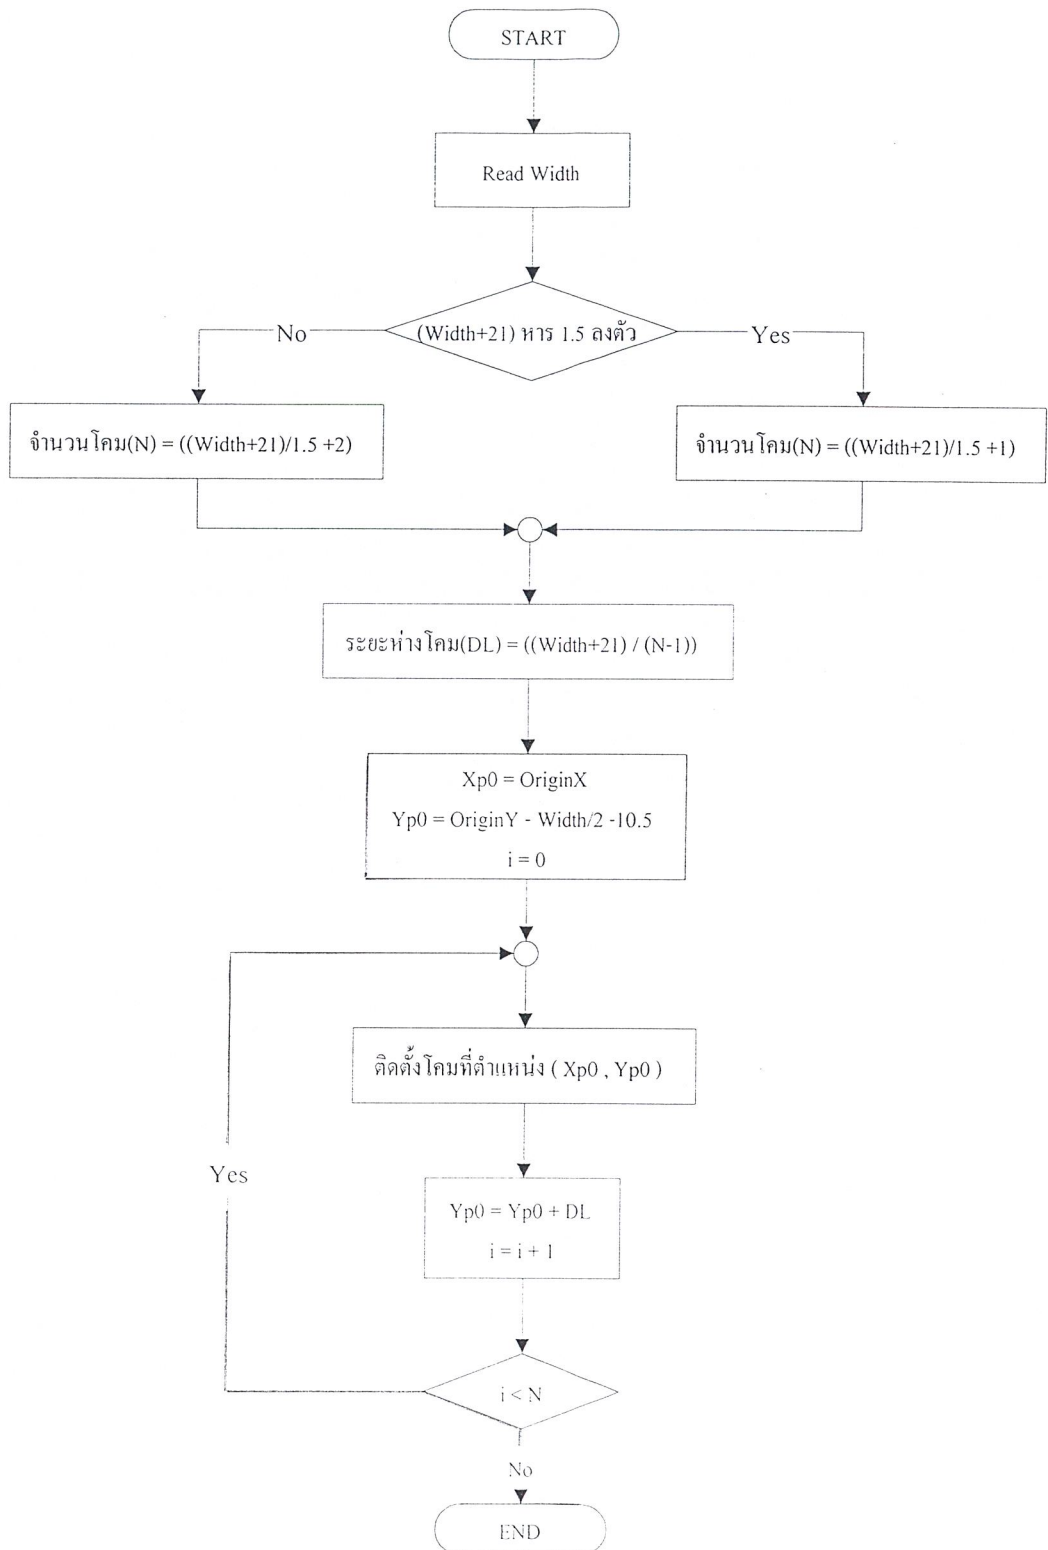 START
Read Width
(Width+21) หาร 1.5 ลงตัว
No
Yes
จำนวนโคม(N) = ((Width+21)/1.5 +2)
จำนวนโคม(N) = ((Width+21)/1.5 +1)
ระยะห่างโคม(DL) = ((Width+21) / (N-1))
Xp0 = OriginX
Yp0 = OriginY - Width/2 -10.5
i = 0
ติดตั้งโคมที่ตำแหน่ง ( Xp0 , Yp0 )
Yes
Yp0 = Yp0 + DL
i = i + 1
i < N
No
END